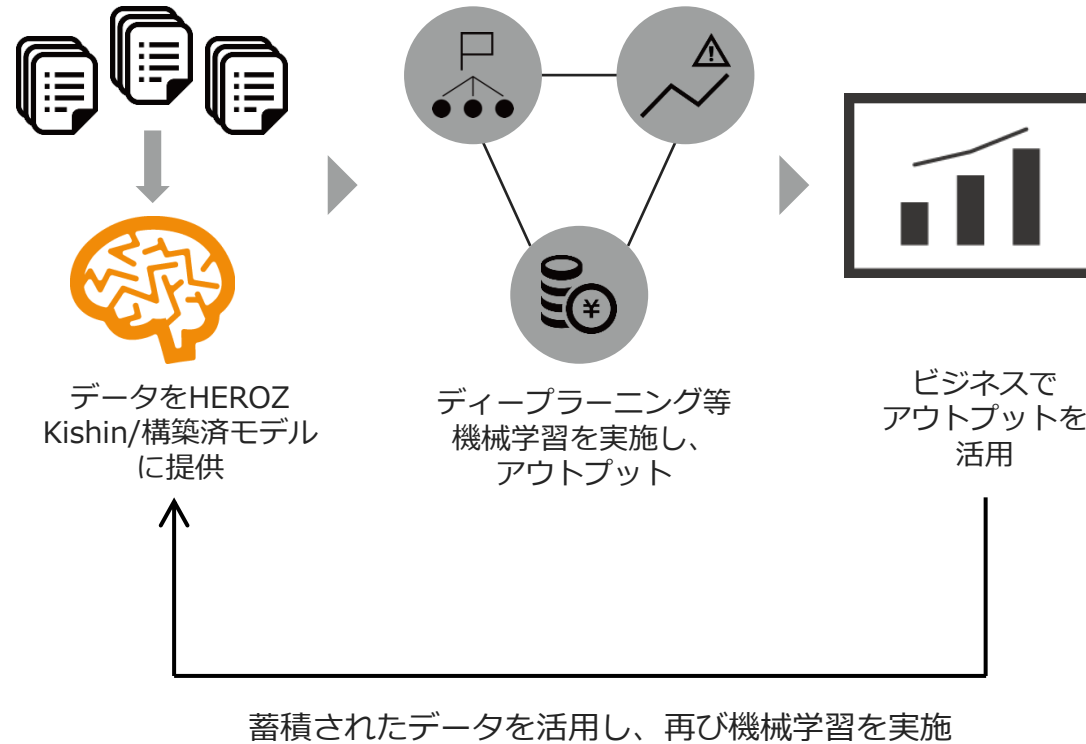 ¥
データをHEROZ
Kishin/構築済モデル
に提供
ディープラーニング等
機械学習を実施し、
アウトプット
ビジネスで
アウトプットを
活用
蓄積されたデータを活用し、再び機械学習を実施